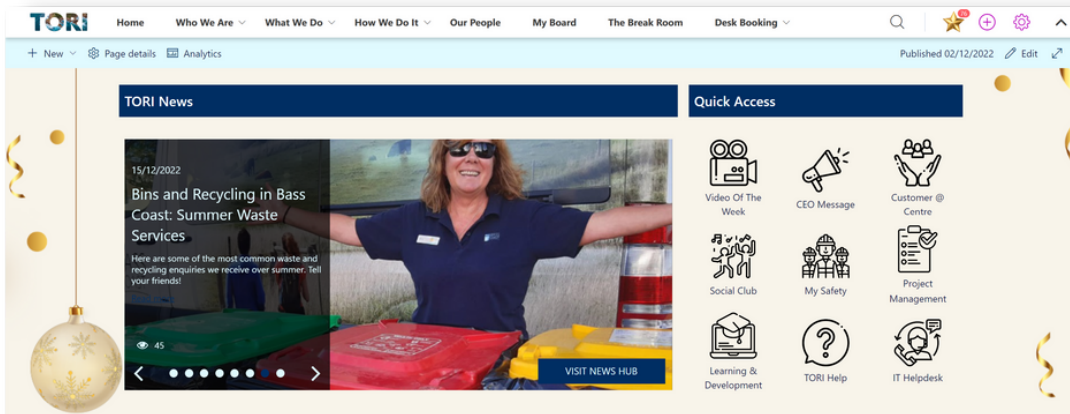 TORI
Home Who We Are What We Do How We Do It Our People My Board The Break Room Desk Booking
+ New Page details Analytics
Published 02/12/2022 Edit
TORI News
15/12/2022
Bins and Recycling in Bass
Coast: Summer Waste
Services
Here are some of the most common waste and
recycling enquiries we receive over summer. Tell
your friends!
45
VISIT NEWS HUB
Quick Access
Video Of The
Week
CEO Message
Customer @
Centre
Social Club
My Safety
Project
Management
Learning &
Development
TORI Help
IT Helpdesk